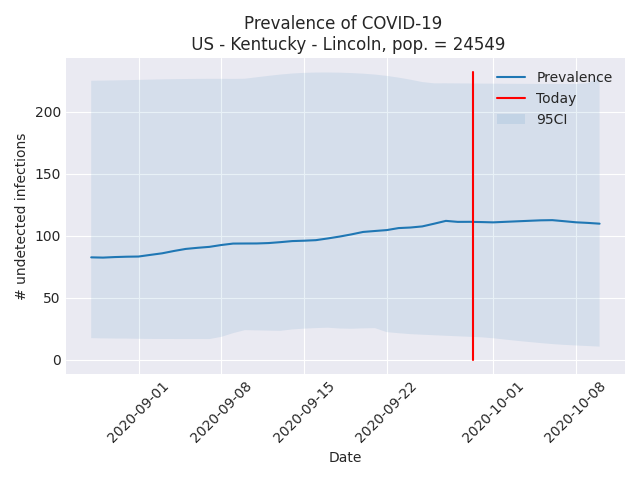 Prevalence of COVID-19
US - Kentucky - Lincoln, pop. = 24549
Prevalence
Today
95CI
# undetected infections
200
150
100
50
0
2020-09-01
2020-09-08
2020-09-15
2020-09-22
2020-10-01
2020-10-08
Date